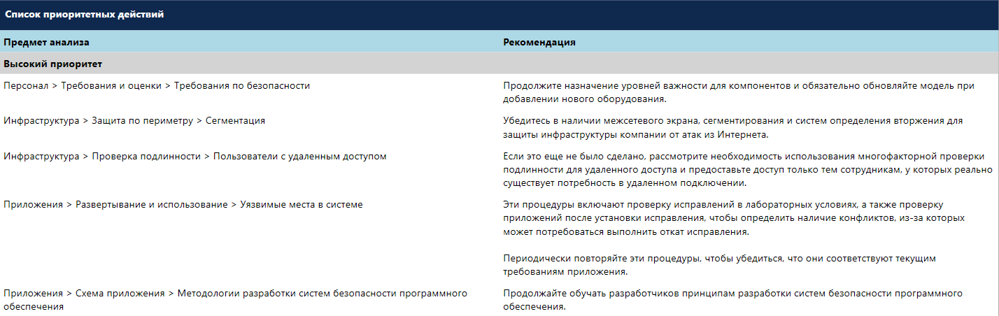 Список приоритетных действий
Предмет анализа Рекомендация
Высокий приоритет
Персонал > Требования и оценки > Требования по безопасности
Продолжите назначение уровней важности для компонентов и обязательно обновляйте модель при
добавлении нового оборудования.
Инфраструктура > Защита по периметру > Сегментация
Убедитесь в наличии межсетевого экрана, сегментирования и систем определения вторжения для
защиты инфраструктуры компании от атак из Интернета.
Инфраструктура > Проверка подлинности > Пользователи с удаленным доступом
Если это еще не было сделано, рассмотрите необходимость использования многофакторной проверки
подлинности для удаленного доступа и предоставьте доступ только тем сотрудникам, у которых реально
существует потребность в удаленном подключении.
Приложения > Развертывание и использование > Уязвимые места в системе
Эти процедуры включают проверку исправлений в лабораторных условиях, а также проверку
приложений после установки исправления, чтобы определить наличие конфликтов, из-за которых
может потребоваться выполнить откат исправления.
Периодически повторяйте эти процедуры, чтобы убедиться, что они соответствуют текущим
требованиям приложения.
Приложения > Схема приложения > Методологии разработки систем безопасности программного
обеспечения
Продолжайте обучать разработчиков принципам разработки систем безопасности программного
обеспечения.